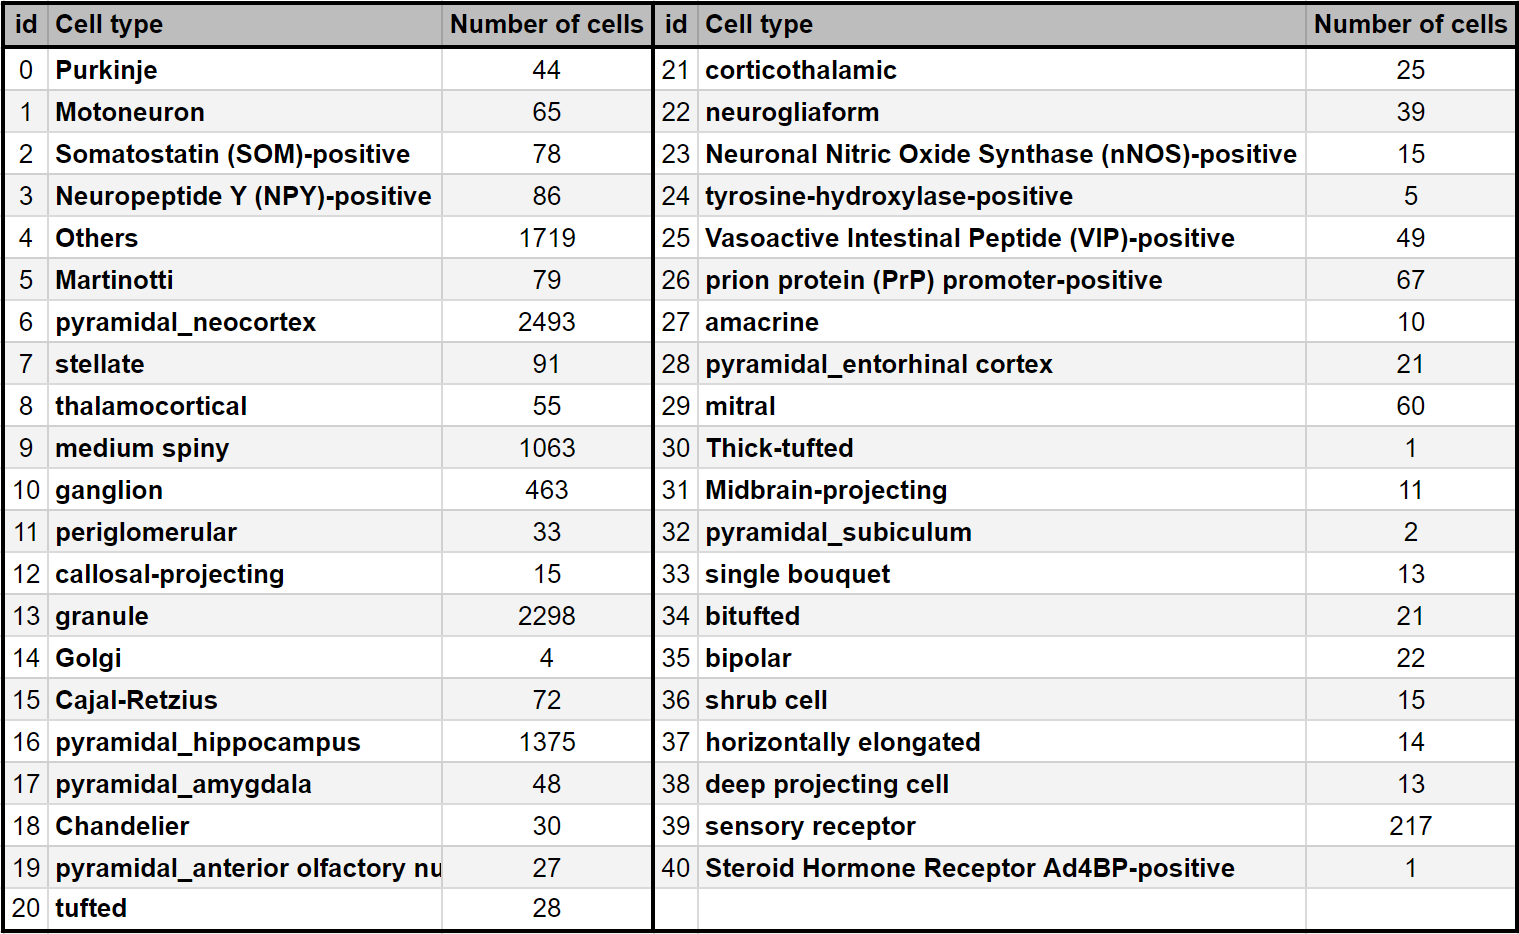 id Cell type Number of cells id Cell type Number of cells
0 Purkinje 44 21 corticothalamic 25
1 Motoneuron 65 22 neurogliaform 39
2 Somatostatin (SOM)-positive 78 23 Neuronal Nitric Oxide Synthase (nNOS)-positive 15
3 Neuropeptide Y (NPY)-positive 86 24 tyrosine-hydroxylase-positive 5
4 Others 1719 25 Vasoactive Intestinal Peptide (VIP)-positive 49
5 Martinotti 79 26 prion protein (PrP) promoter-positive 67
6 pyramidal_neocortex 2493 27 amacrine 10
7 stellate 91 28 pyramidal_entorhinal cortex 21
8 thalamocortical 55 29 mitral 60
9 medium spiny 1063 30 Thick-tufted 1
10 ganglion 463 31 Midbrain-projecting 11
11 periglomerular 33 32 pyramidal_subiculum 2
12 callosal-projecting 15 33 single bouquet 13
13 granule 2298 34 bitufted 21
14 Golgi 4 35 bipolar 22
15 Cajal-Retzius 72 36 shrub cell 15
16 pyramidal_hippocampus 1375 37 horizontally elongated 14
17 pyramidal_amygdala 48 38 deep projecting cell 13
18 Chandelier 30 39 sensory receptor 217
19 pyramidal_anterior olfactory nu 27 40 Steroid Hormone Receptor Ad4BP-positive 1
20 tufted 28